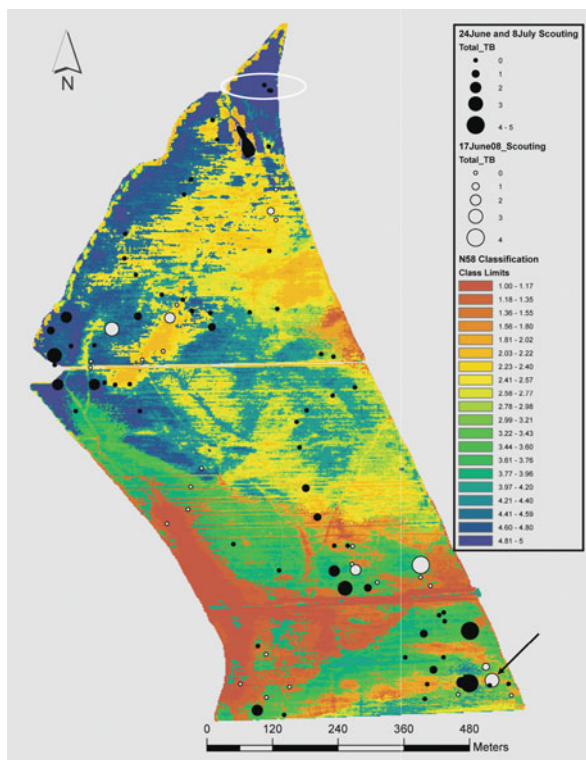 N
24June and 8July Scouting
Total_TB
0
1
2
3
4 - 5
17June08_Scouting
Total_TB
0
1
2
3
4
N58 Classification
Class Limits
1.00 - 1.17
1.18 - 1.35
1.36 - 1.55
1.56 - 1.80
1.81 - 2.02
2.03 - 2.22
2.23 - 2.40
2.41 - 2.57
2.58 - 2.77
2.78 - 2.98
2.99 - 3.21
3.22 - 3.43
3.44 - 3.60
3.61 - 3.76
3.77 - 3.96
3.97 - 4.20
4.21 - 4.40
4.41 - 4.59
4.60 - 4.80
4.81 - 5
0 120 240 360 480
Meters